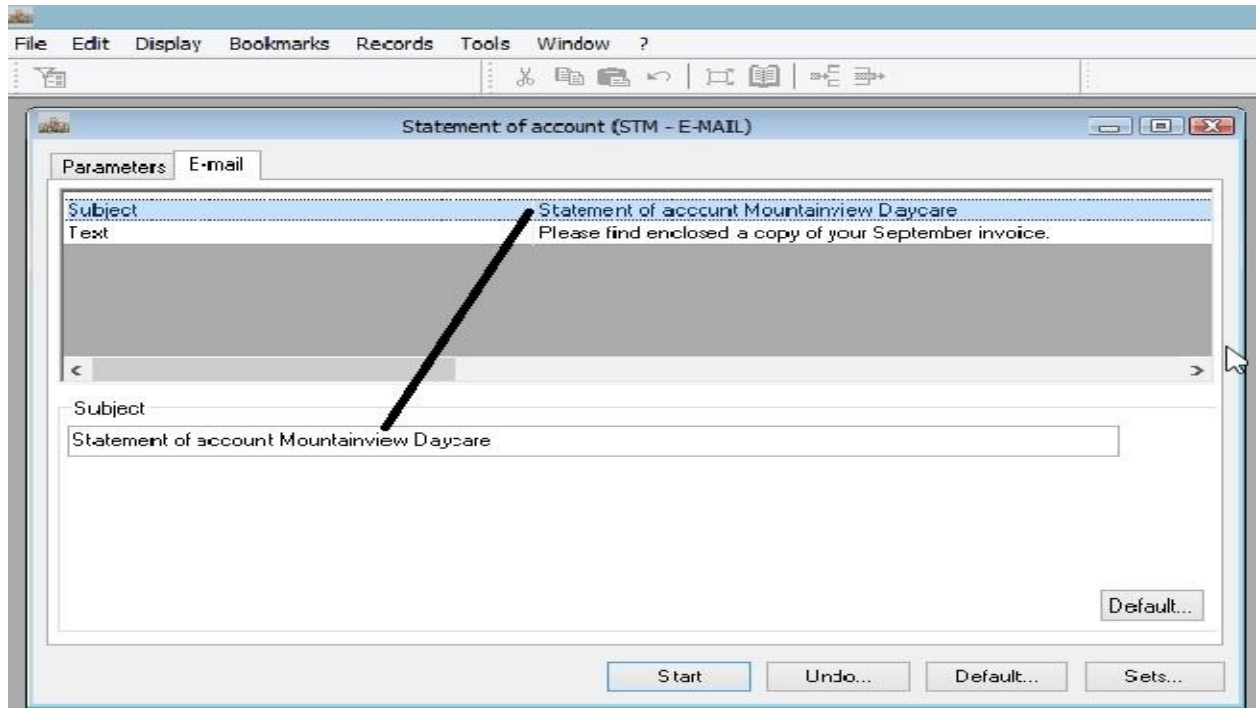 File Edit Display Bookmarks Records Tools Window ?
Statement of account (STM - E-MAIL)
Parameters E-mail
Subject Statement of account Mountainview Daycare
Text Please find enclosed a copy of your September invoice.
Subject
Statement of account Mountainview Daycare
Default...
Start Undo... Default... Sets...